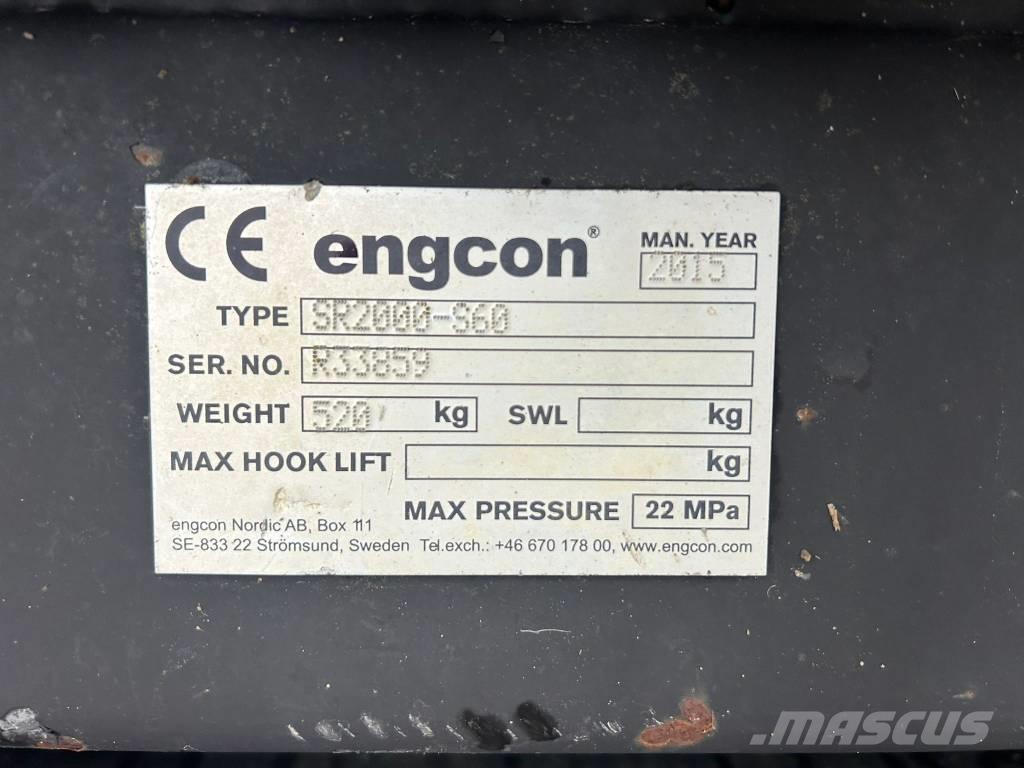 CE engcon® MAN. YEAR
2015
TYPE SR2000-S60
SER. NO. R33859
WEIGHT 520 kg SWL kg
MAX HOOK LIFT kg
MAX PRESSURE 22 MPa
engcon Nordic AB, Box 111
SE-833 22 Strömsund, Sweden Tel.exch.: +46 670 178 00, www.engcon.com
MASCUS